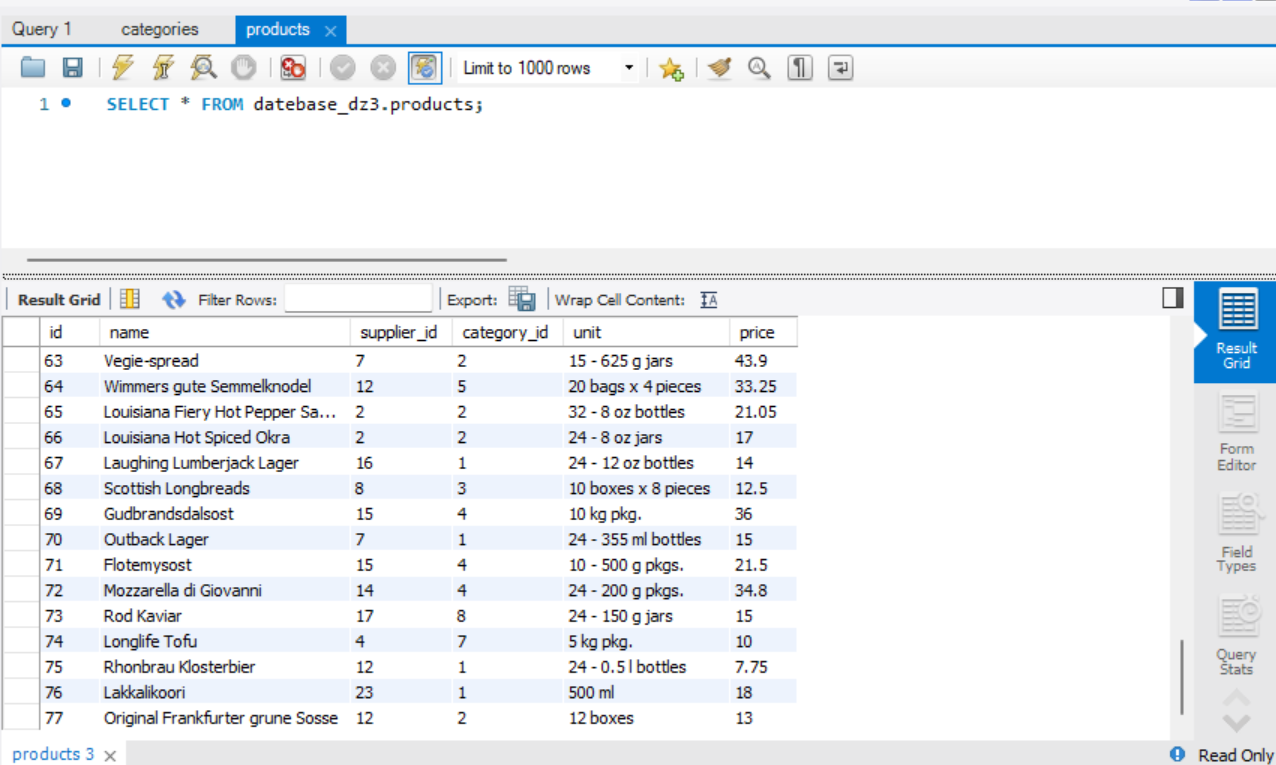 Query 1 categories products
Limit to 1000 rows
1 SELECT * FROM datebase_dz3.products;
Result Grid Filter Rows: Export: Wrap Cell Content: IA
id name supplier_id category_id unit price
63 Vegie-spread 7 2 15 - 625 g jars 43.9
64 Wimmers gute Semmelknodel 12 5 20 bags x 4 pieces 33.25
65 Louisiana Fiery Hot Pepper Sa... 2 2 32 - 8 oz bottles 21.05
66 Louisiana Hot Spiced Okra 2 2 24 - 8 oz jars 17
67 Laughing Lumberjack Lager 16 1 24 - 12 oz bottles 14
68 Scottish Longbreads 8 3 10 boxes x 8 pieces 12.5
69 Gudbrandsdalsost 15 4 10 kg pkg. 36
70 Outback Lager 7 1 24 - 355 ml bottles 15
71 Flotemysost 15 4 10 - 500 g pkgs. 21.5
72 Mozzarella di Giovanni 14 4 24 - 200 g pkgs. 34.8
73 Rod Kaviar 17 8 24 - 150 g jars 15
74 Longlife Tofu 4 7 5 kg pkg. 10
75 Rhonbrau Klosterbier 12 1 24 - 0.5 l bottles 7.75
76 Lakkalikoori 23 1 500 ml 18
77 Original Frankfurter grune Sosse 12 2 12 boxes 13
Result
Grid
Form
Editor
Field
Types
Query
Stats
products 3 Read Only